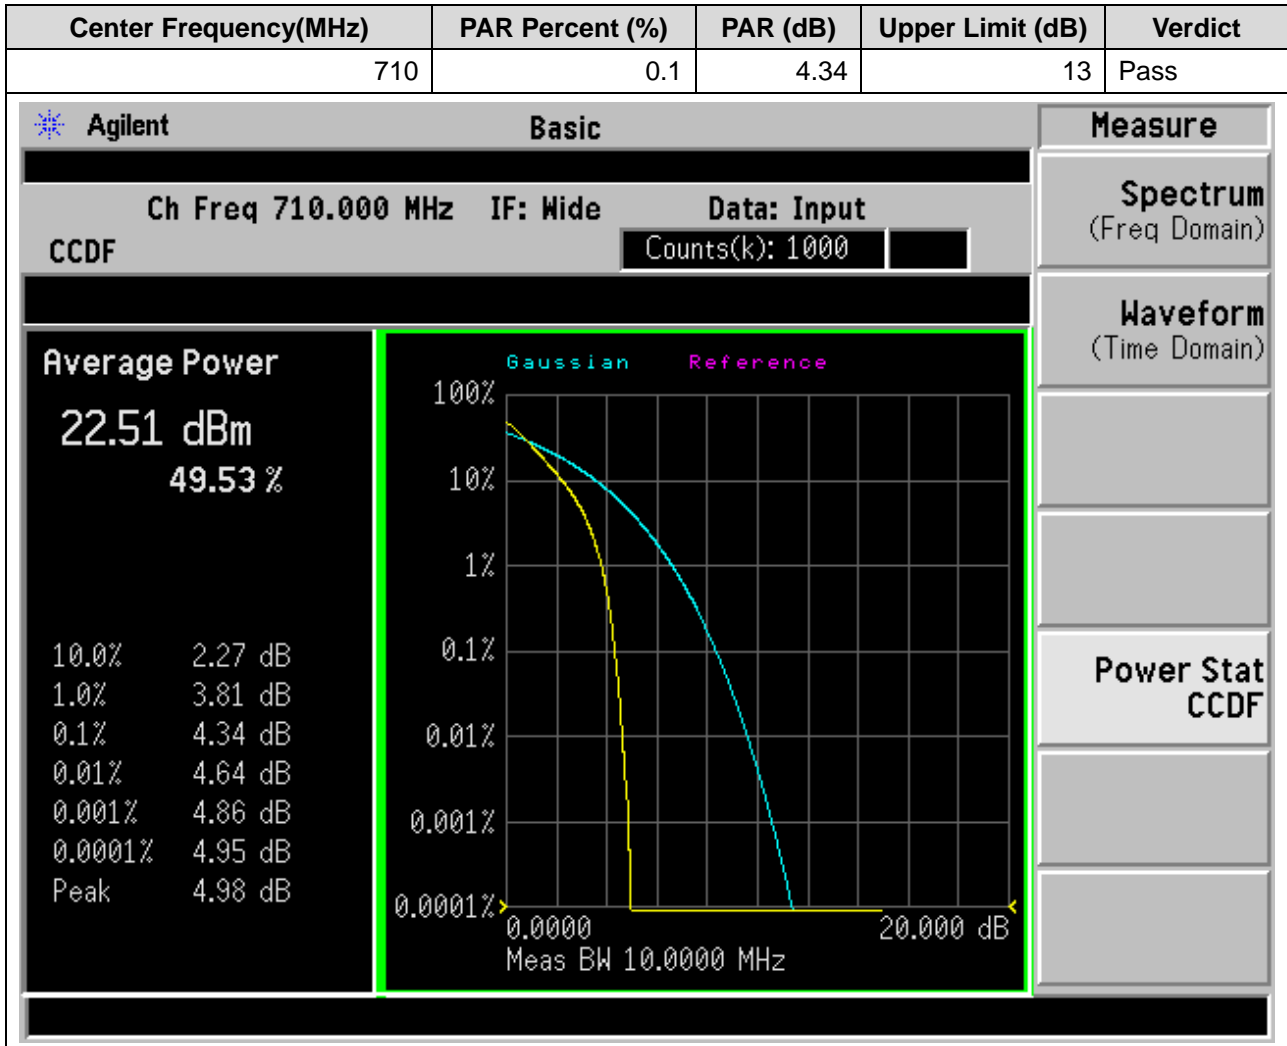 Center Frequency(MHz) PAR Percent (%) PAR (dB) Upper Limit (dB) Verdict
710 0.1 4.34 13 Pass
Agilent Basic Measure
Ch Freq 710.000 MHz IF: Wide Data: Input
CCDF Counts(k): 1000
Spectrum
(Freq Domain)
Waveform
(Time Domain)
Power Stat
CCDF
Average Power
22.51 dBm
49.53 %
10.0% 2.27 dB
1.0% 3.81 dB
0.1% 4.34 dB
0.01% 4.64 dB
0.001% 4.86 dB
0.0001% 4.95 dB
Peak 4.98 dB
Gaussian Reference
100%
10%
1%
0.1%
0.01%
0.001%
0.0001%
0.0000 20.000 dB
Meas BW 10.0000 MHz